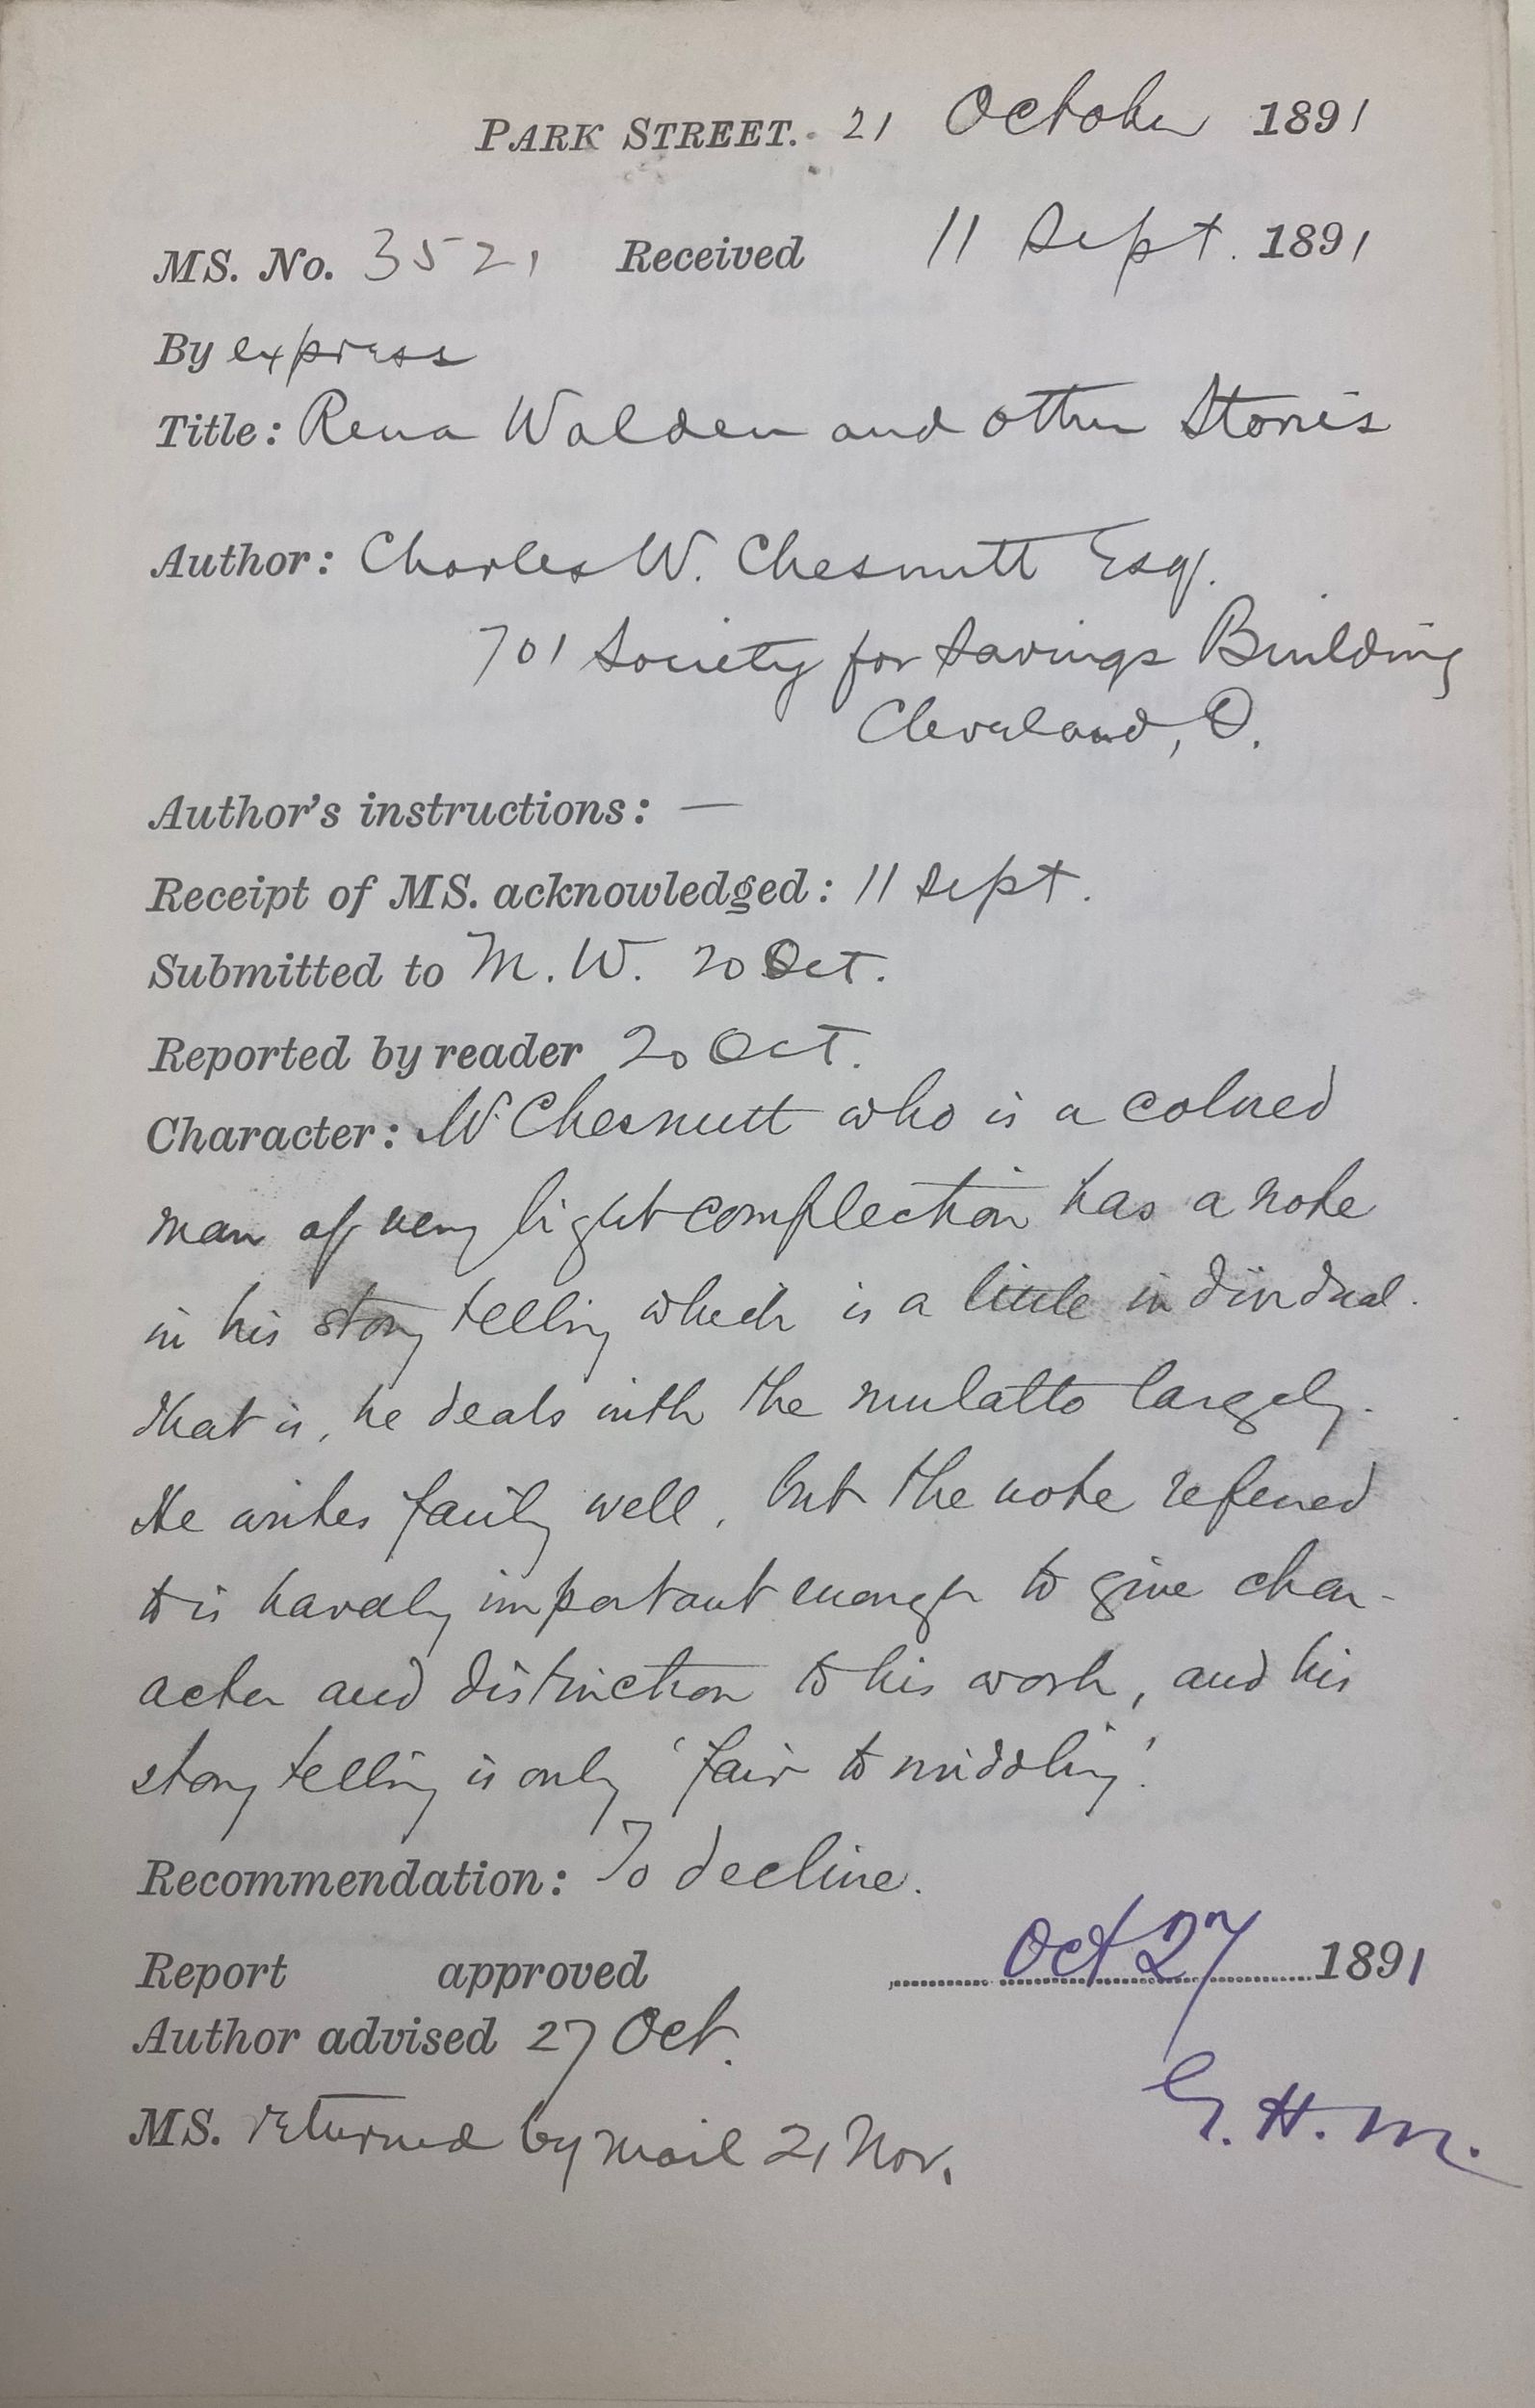 PARK STREET. 21 October 1891
MS. No. 3521 Received 11 Sept. 1891
By express
Title: Rena Walden and other Stories
Author: Charles W. Chesnutt Esq.
701 Society for Savings Building
Cleveland, O.
Author's instructions: —
Receipt of MS. acknowledged: 11 Sept.
Submitted to M. W. 20 Oct.
Reported by reader 20 Oct.
Character: Mr Chesnutt who is a colored
man of very light complection has a note
in his story telling which is a little individual.
that is, he deals with the mulatto largely.
He writes fairly well, but the note referred
to is hardly important enough to give char-
acter and distinction to his work, and his
story telling is only 'fair to middling'.
Recommendation: To decline.
Report approved Oct 27 1891
Author advised 27 Oct.
G. H. M.
MS. returned by mail 21 Nov.